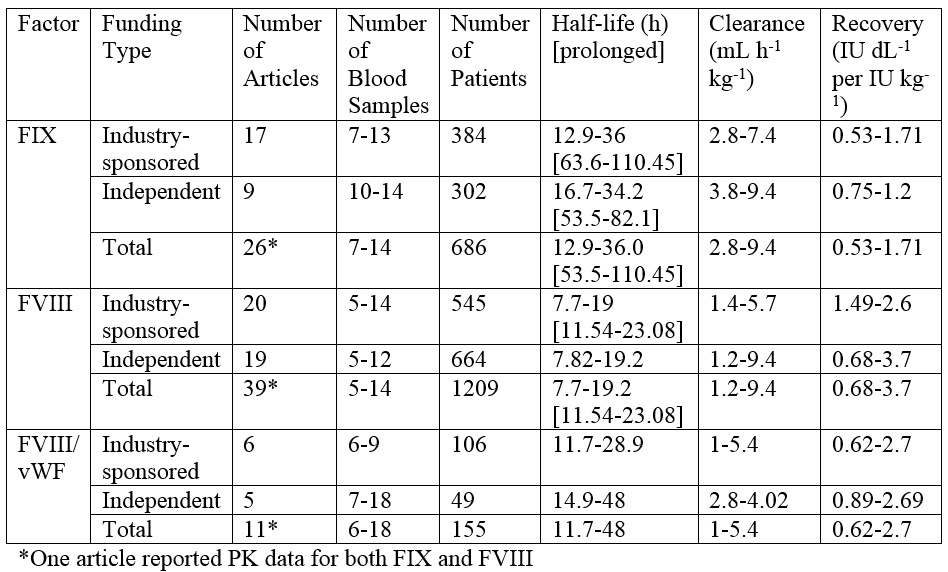 Factor Funding Type Number of Articles Number of Blood Samples Number of Patients Half-life (h) [prolonged] Clearance (mL h-1 kg-1) Recovery (IU dL-1 per IU kg-1)
FIX Industry-sponsored 17 7-13 384 12.9-36 [63.6-110.45] 2.8-7.4 0.53-1.71
Independent 9 10-14 302 16.7-34.2 [53.5-82.1] 3.8-9.4 0.75-1.2
Total 26* 7-14 686 12.9-36.0 [53.5-110.45] 2.8-9.4 0.53-1.71
FVIII Industry-sponsored 20 5-14 545 7.7-19 [11.54-23.08] 1.4-5.7 1.49-2.6
Independent 19 5-12 664 7.82-19.2 1.2-9.4 0.68-3.7
Total 39* 5-14 1209 7.7-19.2 [11.54-23.08] 1.2-9.4 0.68-3.7
FVIII/vWF Industry-sponsored 6 6-9 106 11.7-28.9 1-5.4 0.62-2.7
Independent 5 7-18 49 14.9-48 2.8-4.02 0.89-2.69
Total 11* 6-18 155 11.7-48 1-5.4 0.62-2.7
*One article reported PK data for both FIX and FVIII